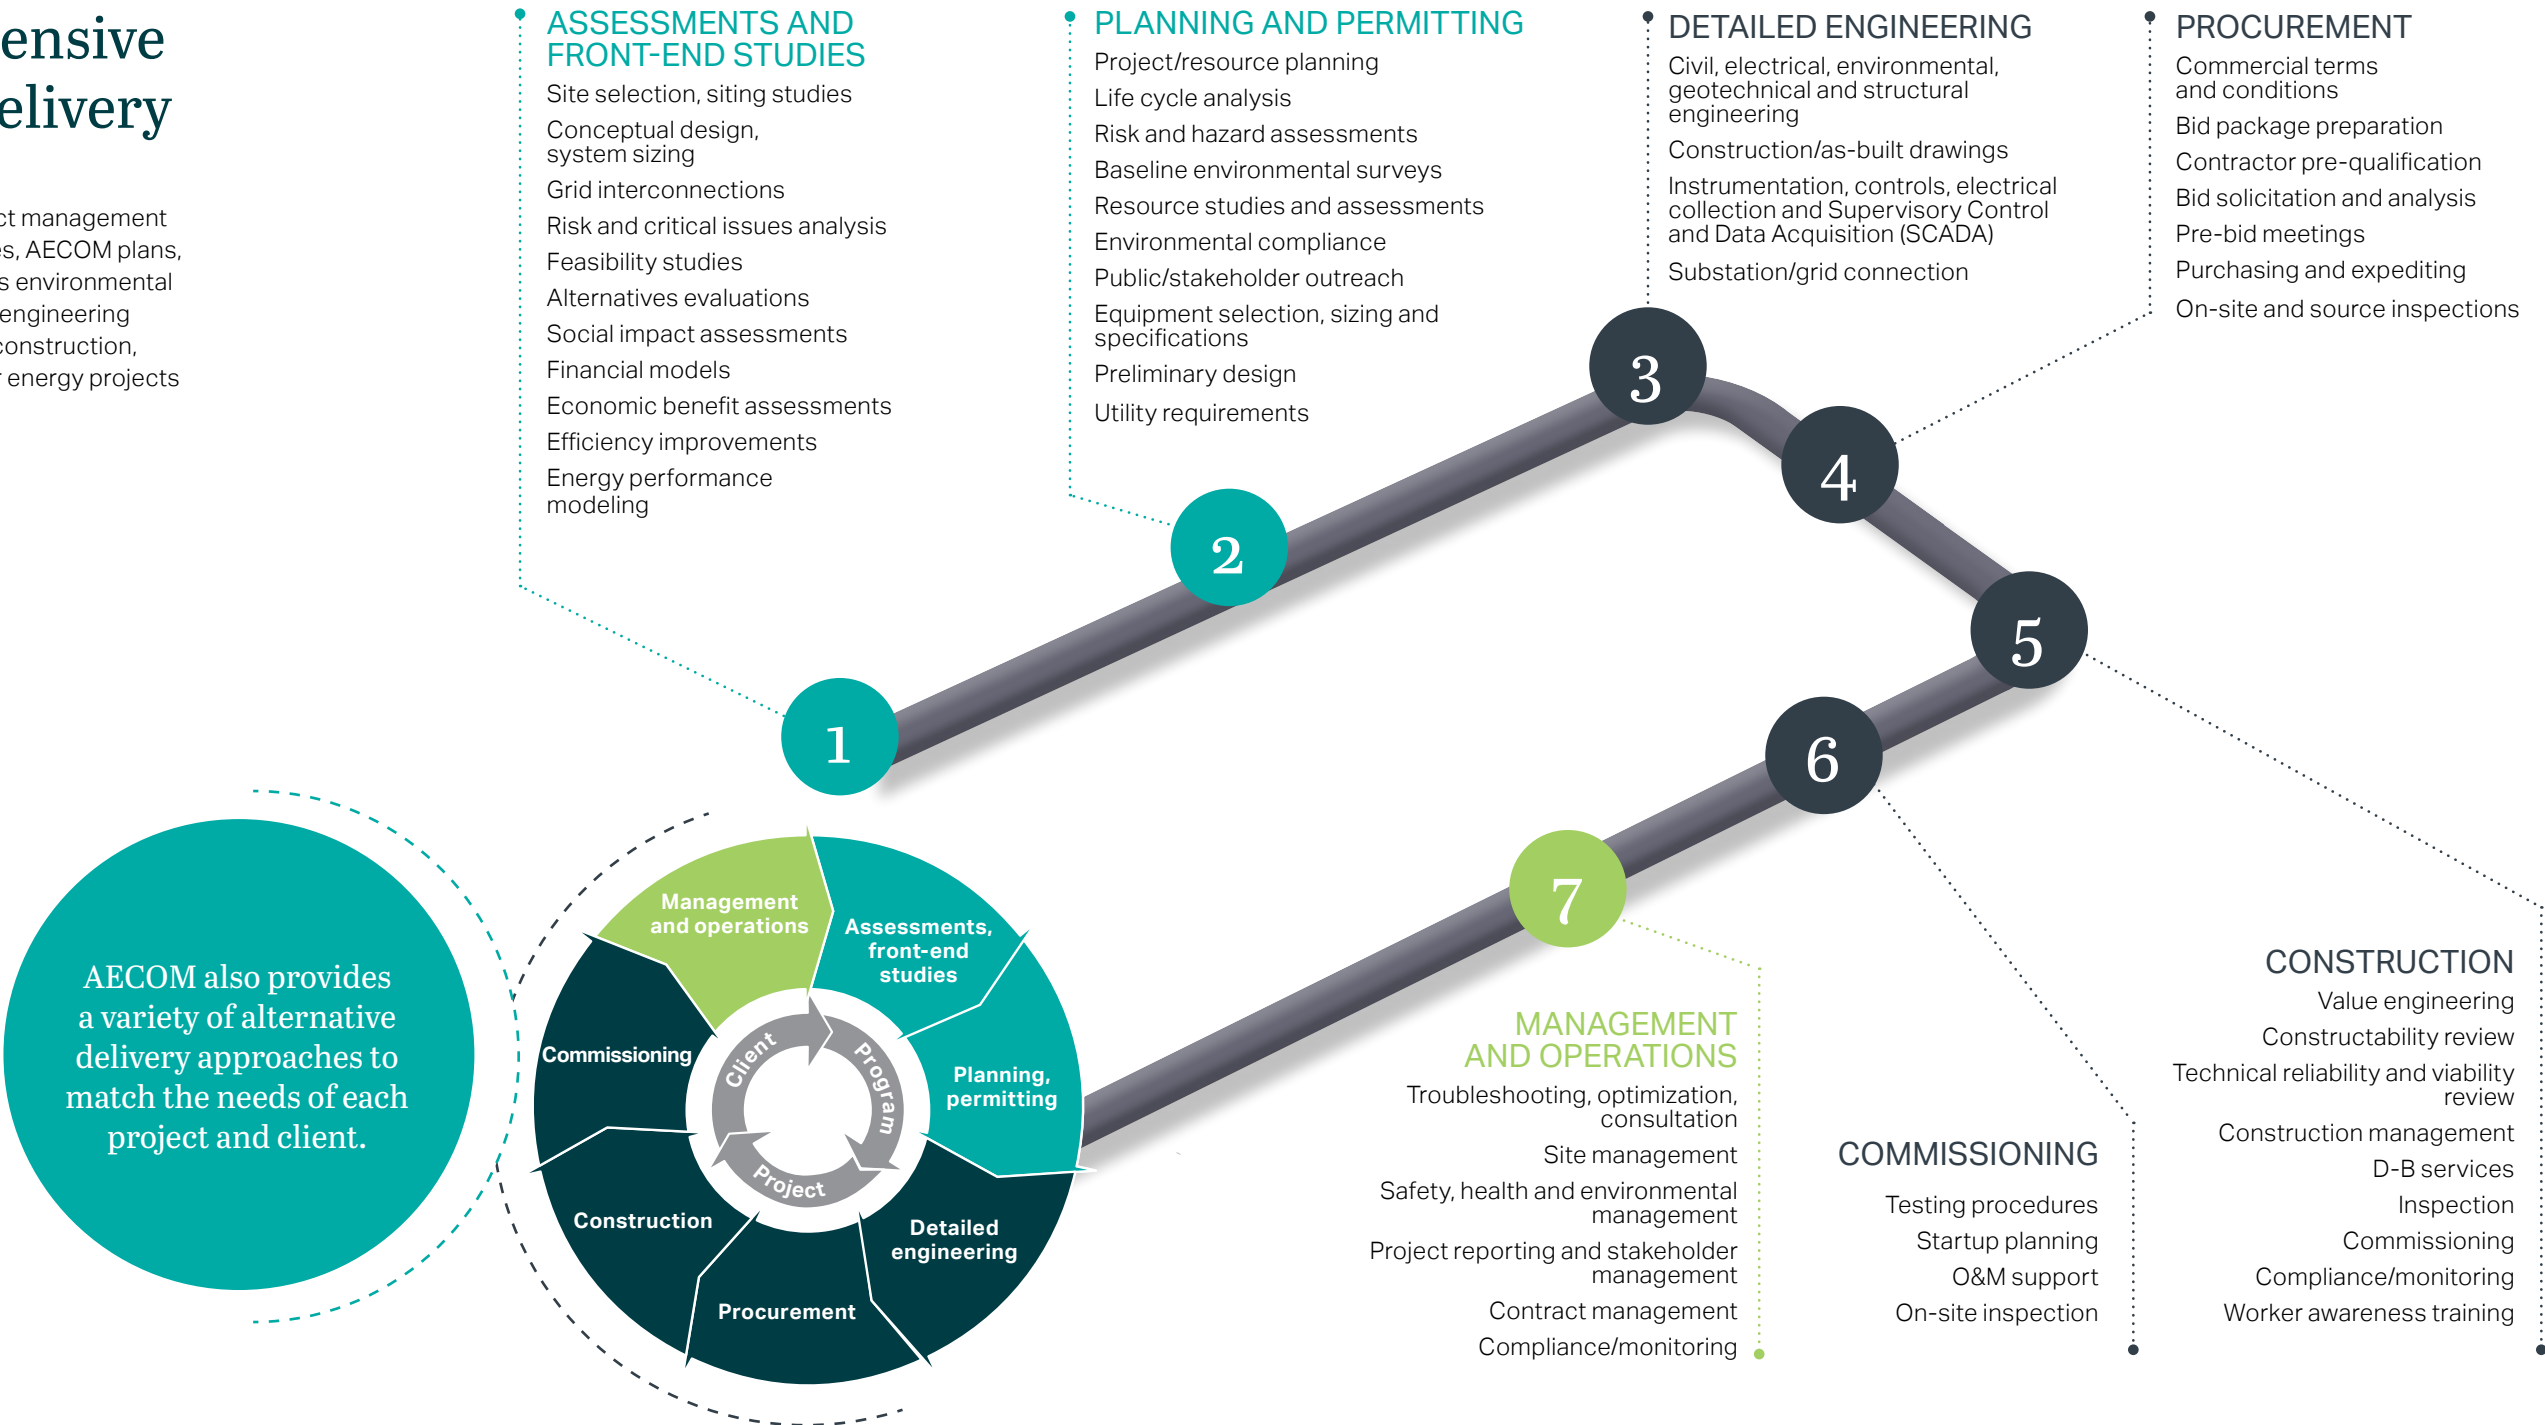 ensive
elivery
ct management
es, AECOM plans,
s environmental
engineering
construction,
r energy projects
ASSESSMENTS AND
FRONT-END STUDIES
Site selection, siting studies
Conceptual design,
system sizing
Grid interconnections
Risk and critical issues analysis
Feasibility studies
Alternatives evaluations
Social impact assessments
Financial models
Economic benefit assessments
Efficiency improvements
Energy performance
modeling
PLANNING AND PERMITTING
Project/resource planning
Life cycle analysis
Risk and hazard assessments
Baseline environmental surveys
Resource studies and assessments
Environmental compliance
Public/stakeholder outreach
Equipment selection, sizing and
specifications
Preliminary design
Utility requirements
DETAILED ENGINEERING
Civil, electrical, environmental,
geotechnical and structural
engineering
Construction/as-built drawings
Instrumentation, controls, electrical
collection and Supervisory Control
and Data Acquisition (SCADA)
Substation/grid connection
PROCUREMENT
Commercial terms
and conditions
Bid package preparation
Contractor pre-qualification
Bid solicitation and analysis
Pre-bid meetings
Purchasing and expediting
On-site and source inspections
1
2
3
4
5
6
7
AECOM also provides
a variety of alternative
delivery approaches to
match the needs of each
project and client.
Management
and operations
Assessments,
front-end
studies
Planning,
permitting
Detailed
engineering
Procurement
Construction
Commissioning
Client
Program
Project
MANAGEMENT
AND OPERATIONS
Troubleshooting, optimization,
consultation
Site management
Safety, health and environmental
management
Project reporting and stakeholder
management
Contract management
Compliance/monitoring
COMMISSIONING
Testing procedures
Startup planning
O&M support
On-site inspection
CONSTRUCTION
Value engineering
Constructability review
Technical reliability and viability
review
Construction management
D-B services
Inspection
Commissioning
Compliance/monitoring
Worker awareness training